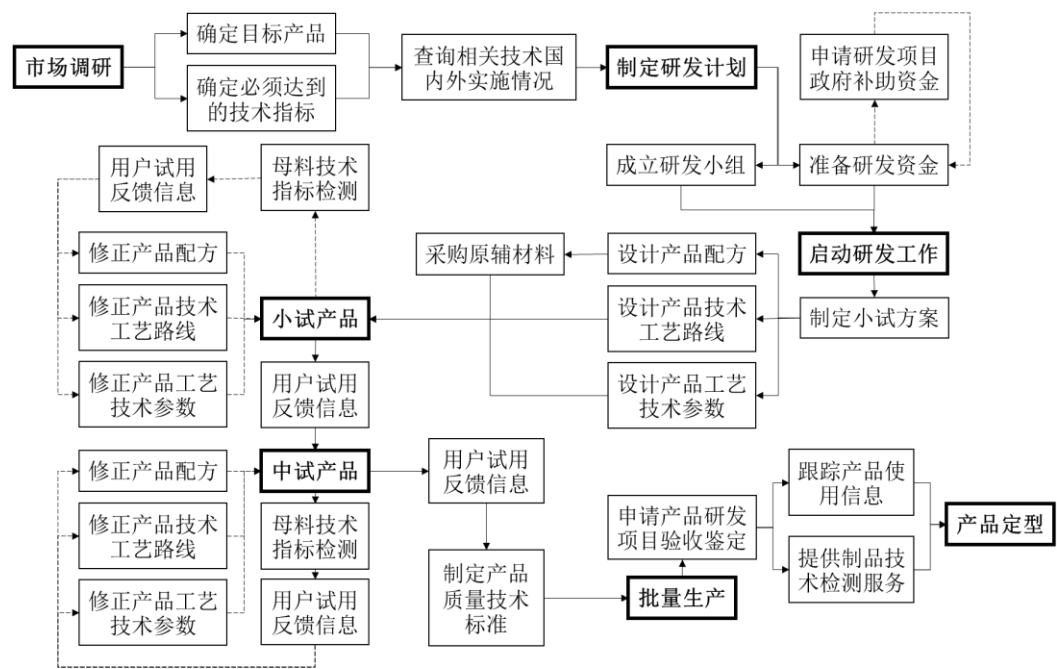 市场调研
确定目标产品
确定必须达到
的技术指标
查询相关技术国
内外实施情况
制定研发计划
申请研发项目
政府补助资金
用户试用
反馈信息
母料技术
指标检测
成立研发小组
准备研发资金
修正产品配方
采购原辅材料
设计产品配方
启动研发工作
修正产品技术
工艺路线
小试产品
设计产品技术
工艺路线
制定小试方案
修正产品工艺
技术参数
用户试用
反馈信息
设计产品工艺
技术参数
修正产品配方
中试产品
用户试用
反馈信息
跟踪产品使
用信息
修正产品技术
工艺路线
母料技术
指标检测
申请产品研发
项目验收鉴定
产品定型
修正产品工艺
技术参数
用户试用
反馈信息
制定产品
质量技术
标准
批量生产
提供制品技
术检测服务